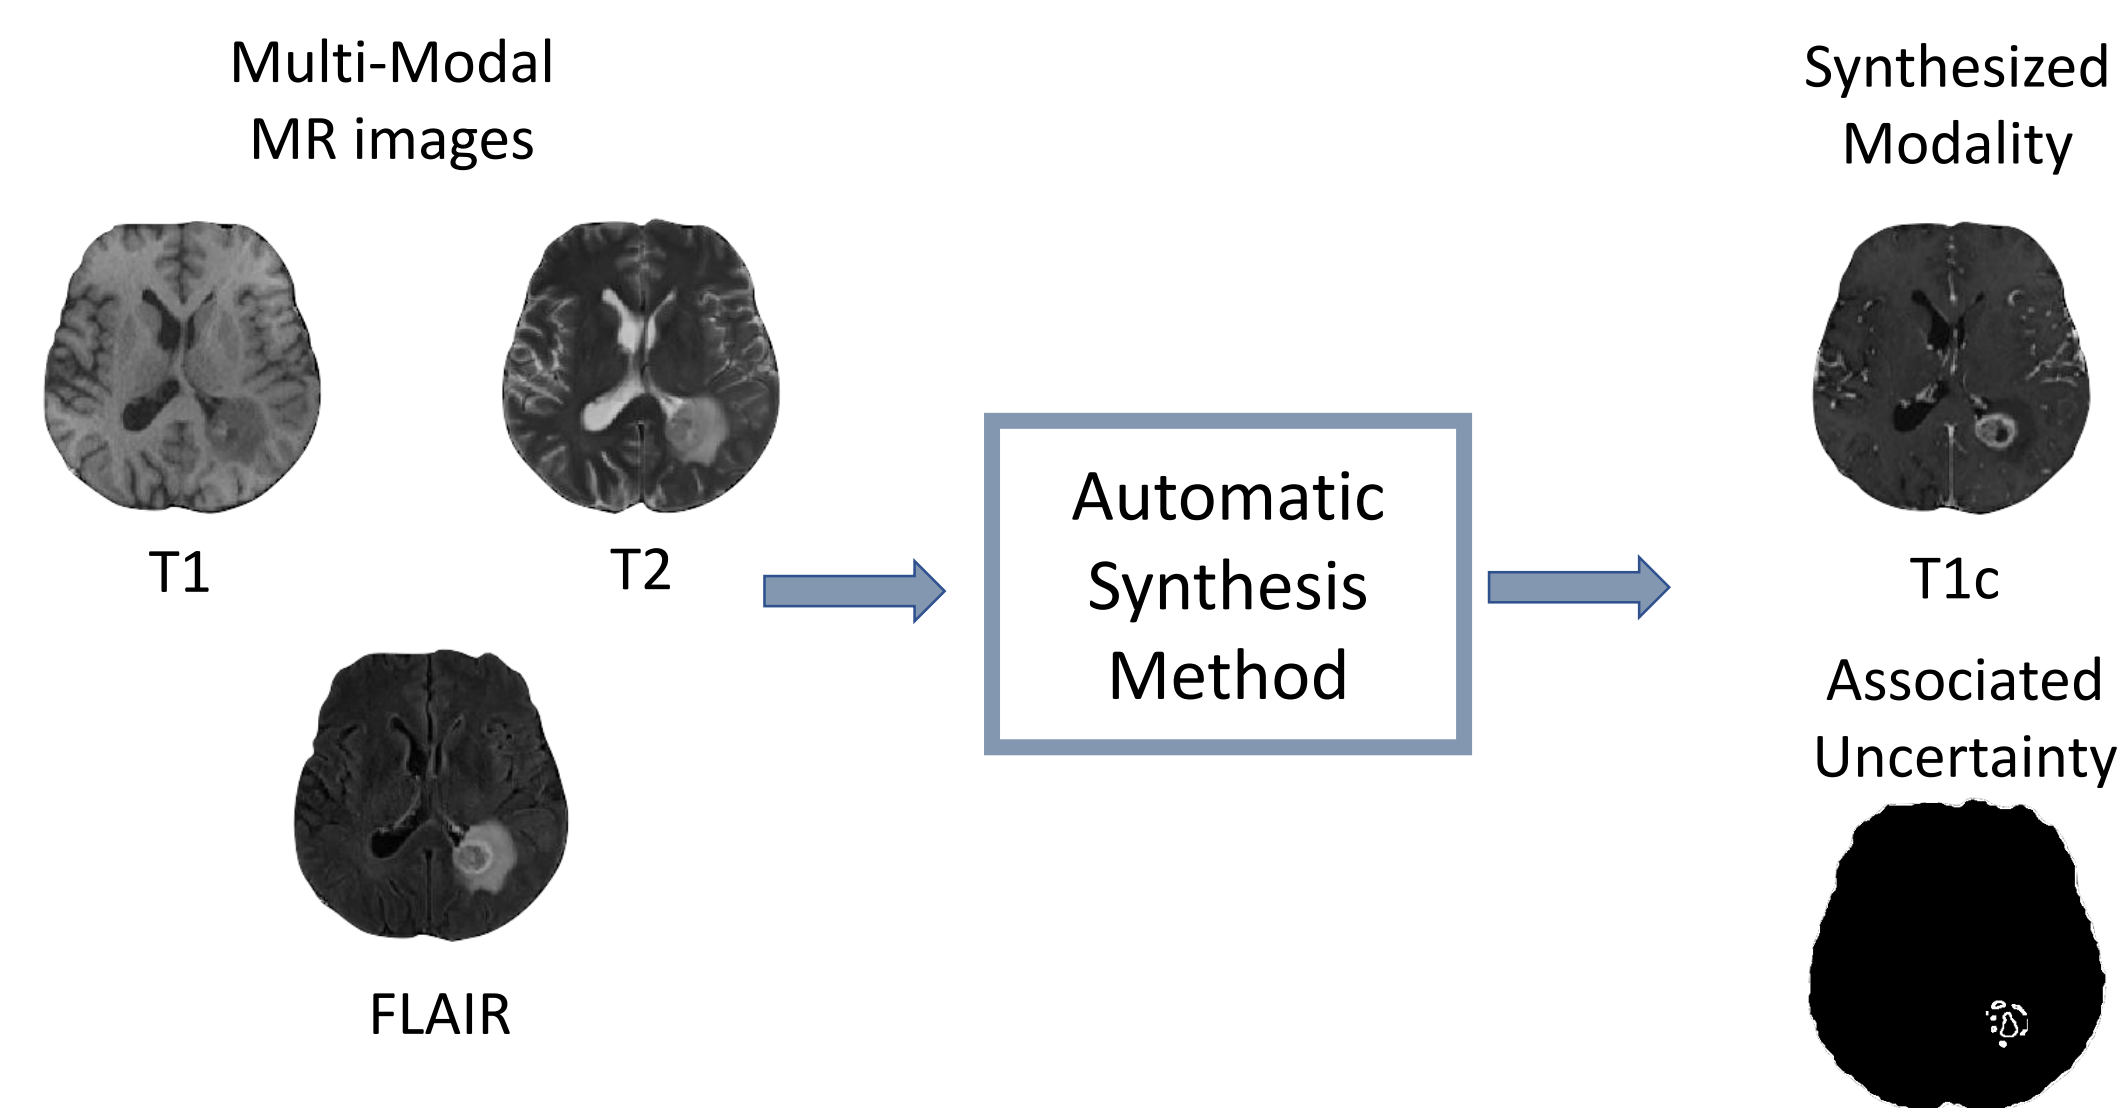 Multi-Modal
MR images
T1
T2
FLAIR
Automatic
Synthesis
Method
Synthesized
Modality
T1c
Associated
Uncertainty